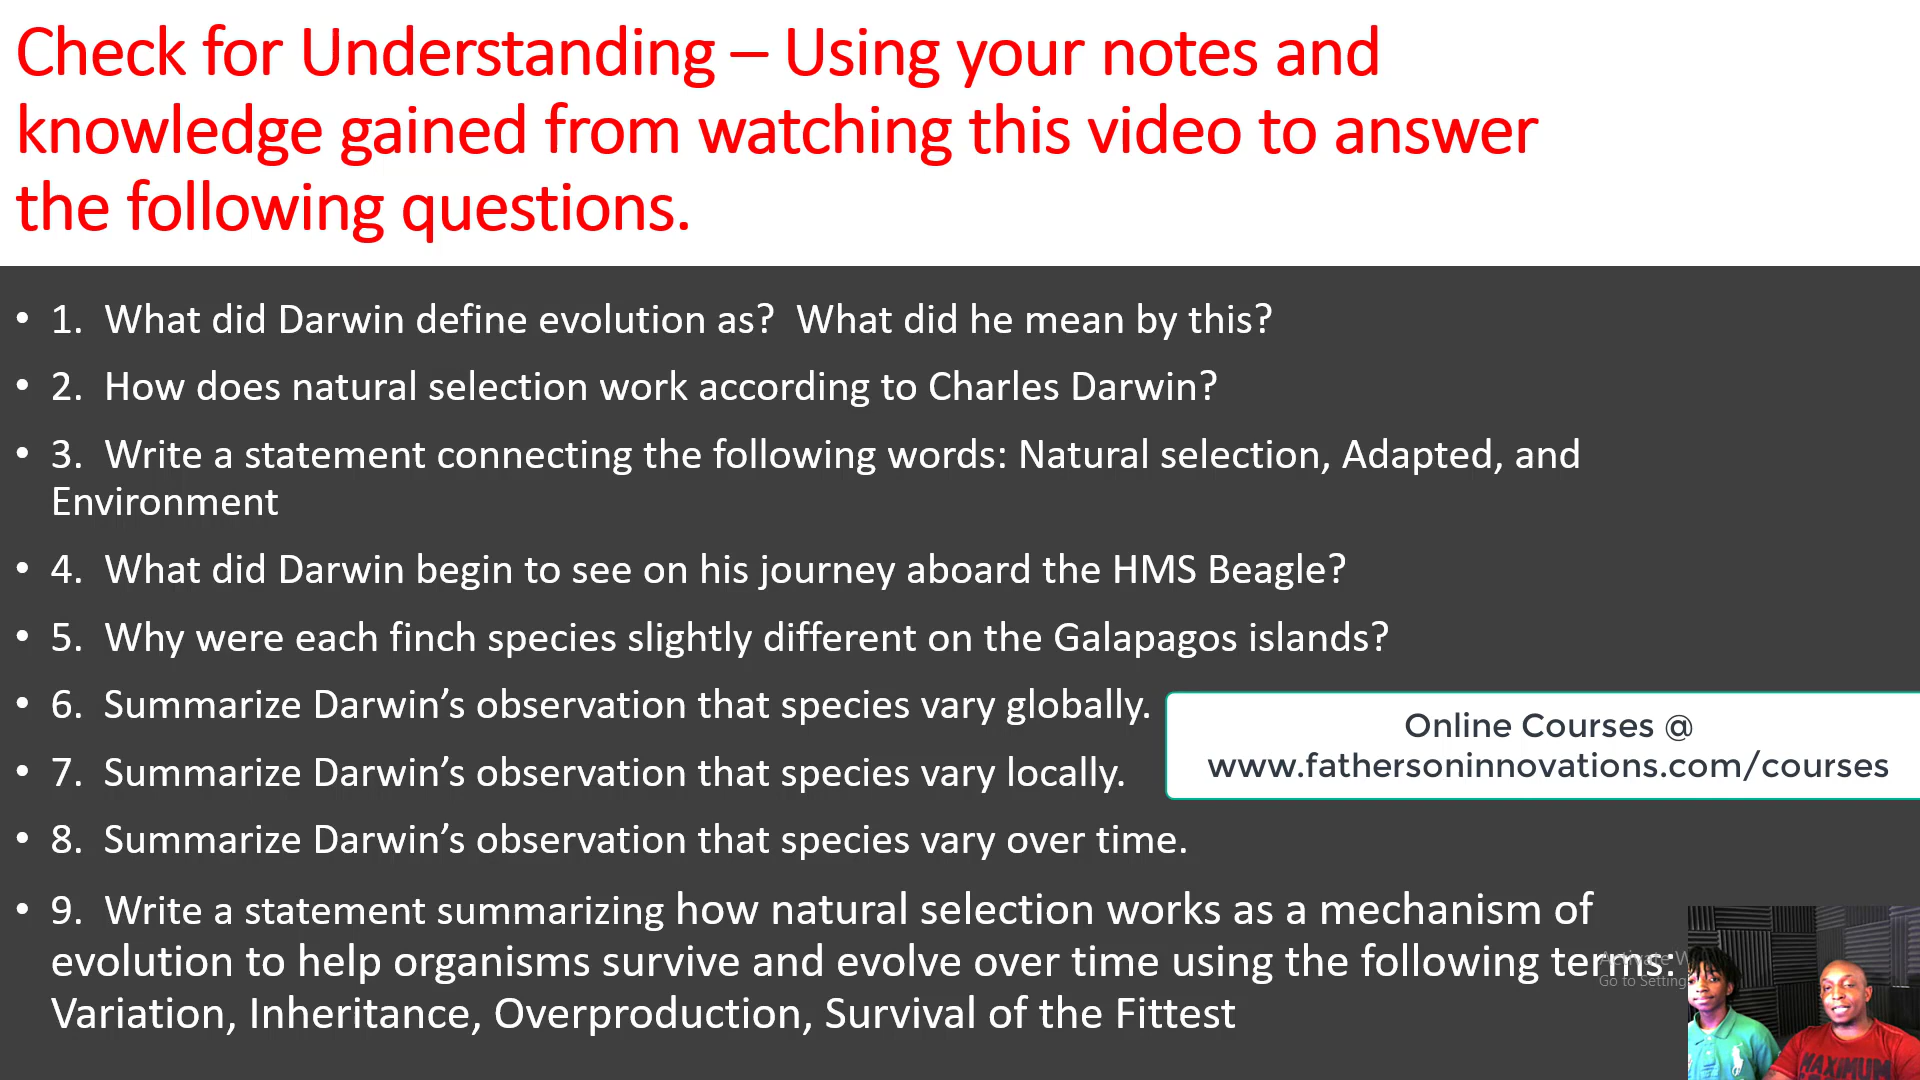 Check for Understanding – Using your notes and
knowledge gained from watching this video to answer
the following questions.
• 1.  What did Darwin define evolution as?  What did he mean by this?
• 2.  How does natural selection work according to Charles Darwin?
• 3.  Write a statement connecting the following words: Natural selection, Adapted, and
Environment
• 4.  What did Darwin begin to see on his journey aboard the HMS Beagle?
• 5.  Why were each finch species slightly different on the Galapagos islands?
• 6.  Summarize Darwin’s observation that species vary globally.
• 7.  Summarize Darwin’s observation that species vary locally.
Online Courses @
www.fathersoninnovations.com/courses
• 8.  Summarize Darwin’s observation that species vary over time.
• 9.  Write a statement summarizing how natural selection works as a mechanism of
evolution to help organisms survive and evolve over time using the following terms:
Variation, Inheritance, Overproduction, Survival of the Fittest
Activate W
Go to Setting
MAXIMUM